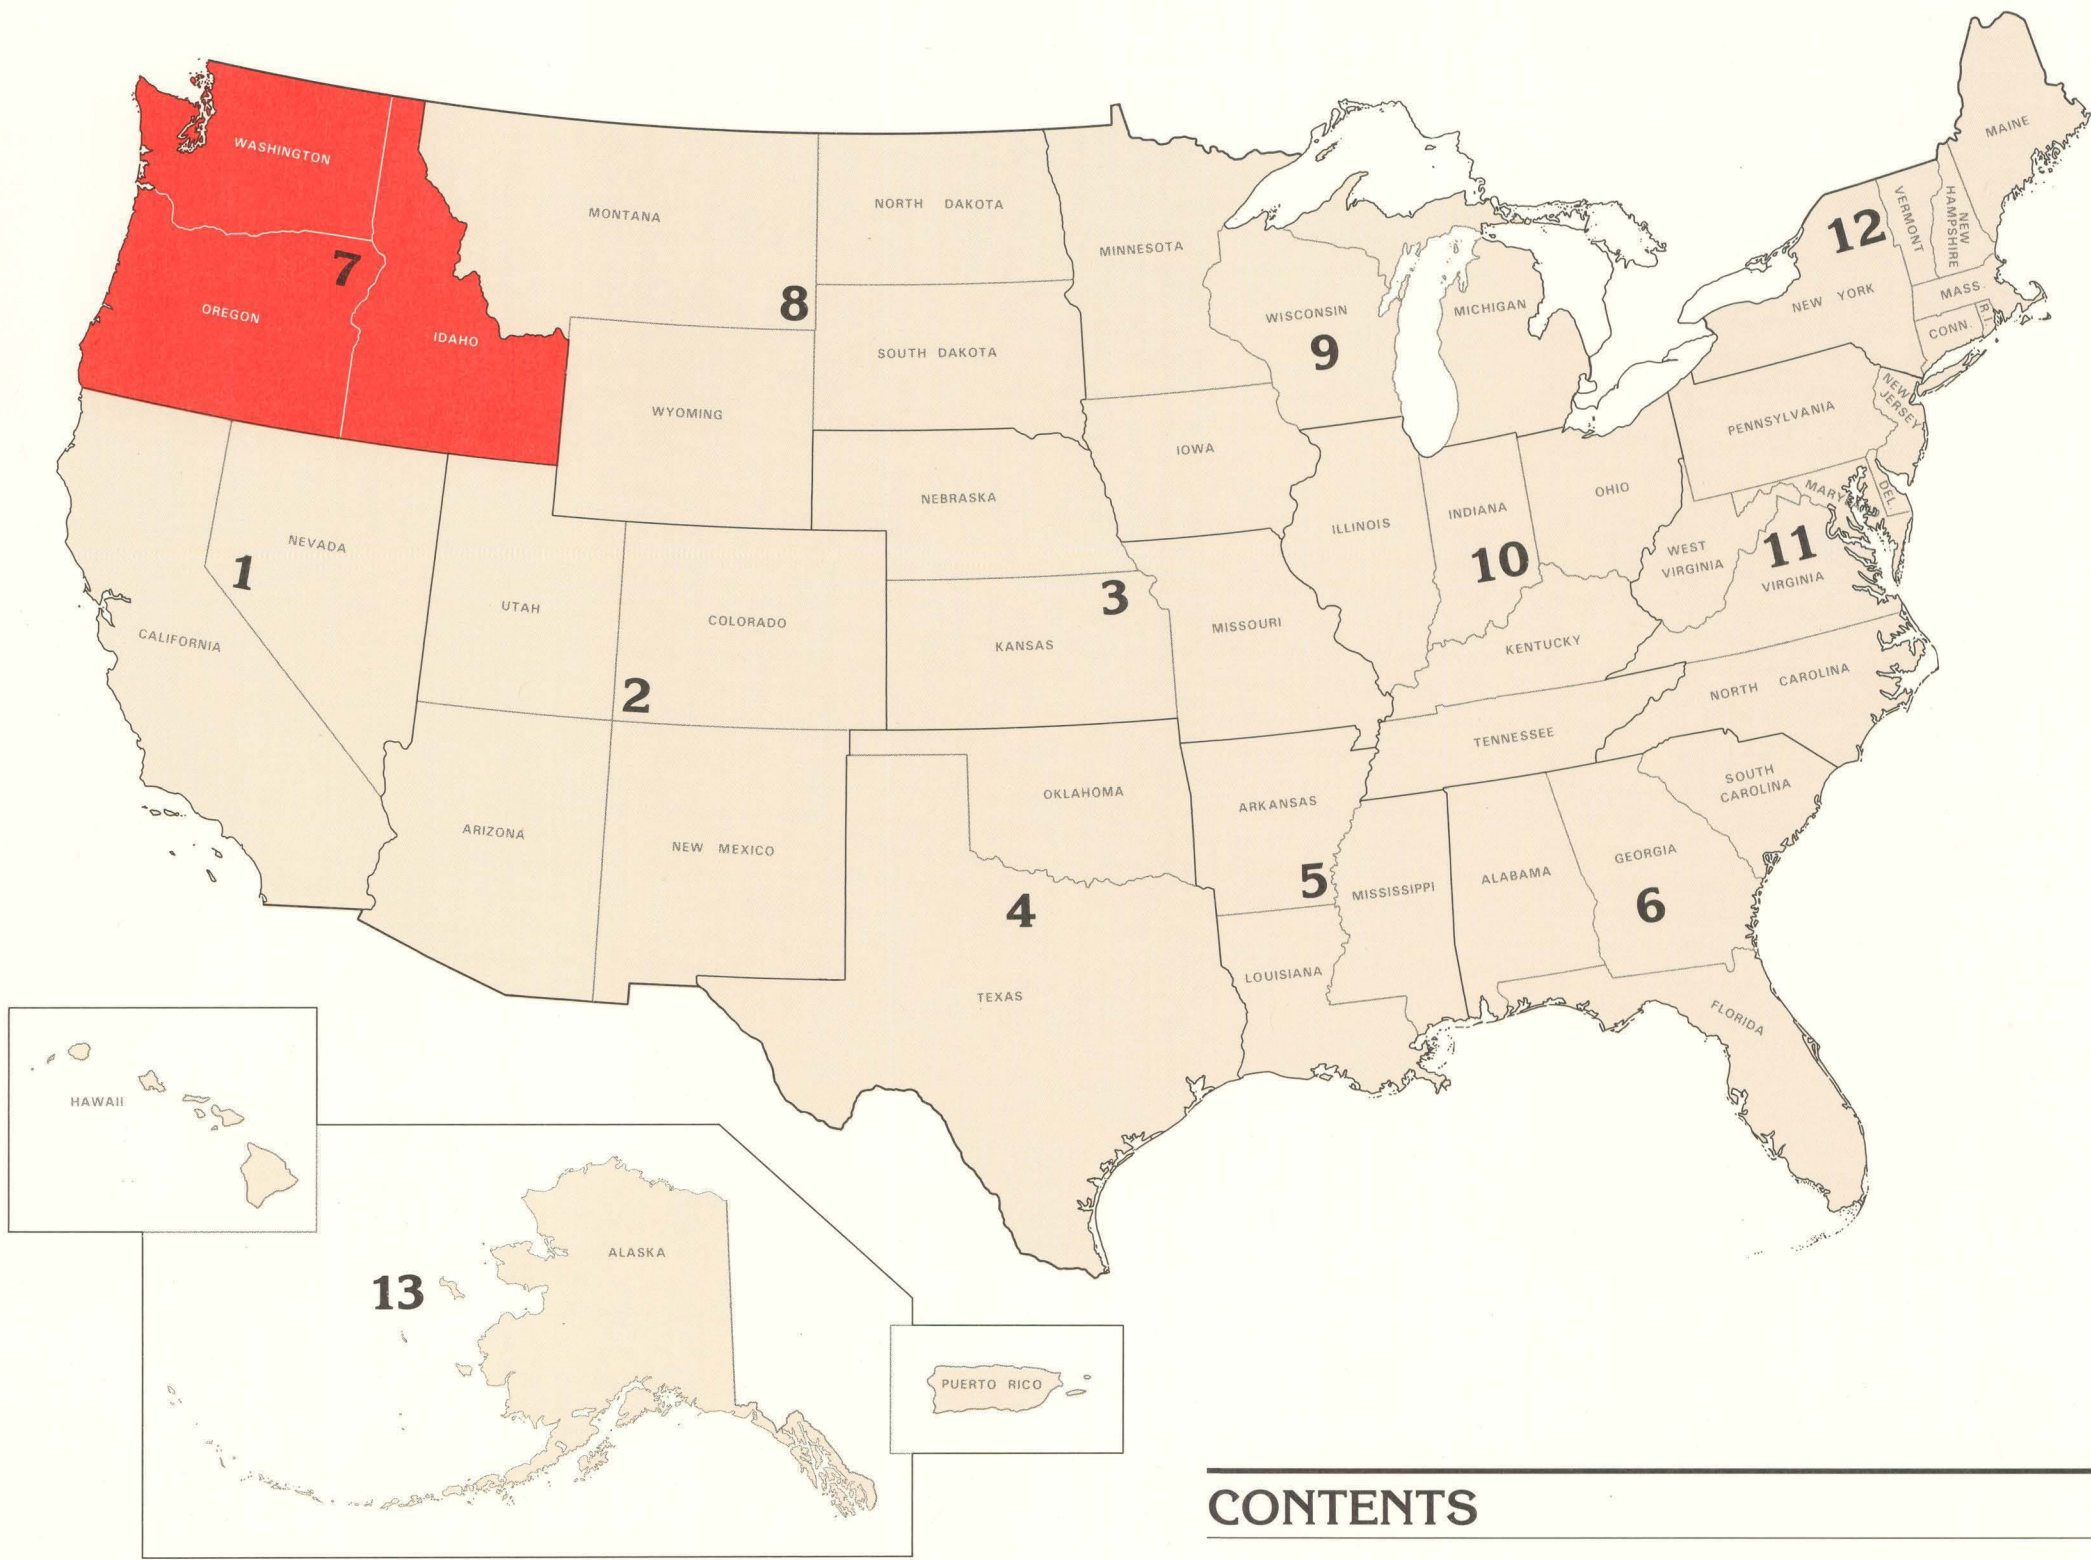 WASHINGTON
OREGON
7
IDAHO
MONTANA
8
WYOMING
NORTH DAKOTA
SOUTH DAKOTA
MINNESOTA
WISCONSIN
9
MICHIGAN
IOWA
NEBRASKA
NEVADA
1
CALIFORNIA
UTAH
COLORADO
2
KANSAS
3
MISSOURI
ILLINOIS
INDIANA
10
OHIO
KENTUCKY
WEST
VIRGINIA
11
VIRGINIA
MARY
DEL.
PENNSYLVANIA
NEW
JERSEY
NEW YORK
12
VERMONT
NEW
HAMPSHIRE
MAINE
MASS.
CONN.
R.I.
ARIZONA
NEW MEXICO
OKLAHOMA
4
TEXAS
ARKANSAS
5
LOUISIANA
MISSISSIPPI
TENNESSEE
NORTH CAROLINA
SOUTH
CAROLINA
ALABAMA
GEORGIA
6
FLORIDA
HAWAII
ALASKA
13
PUERTO RICO
CONTENTS